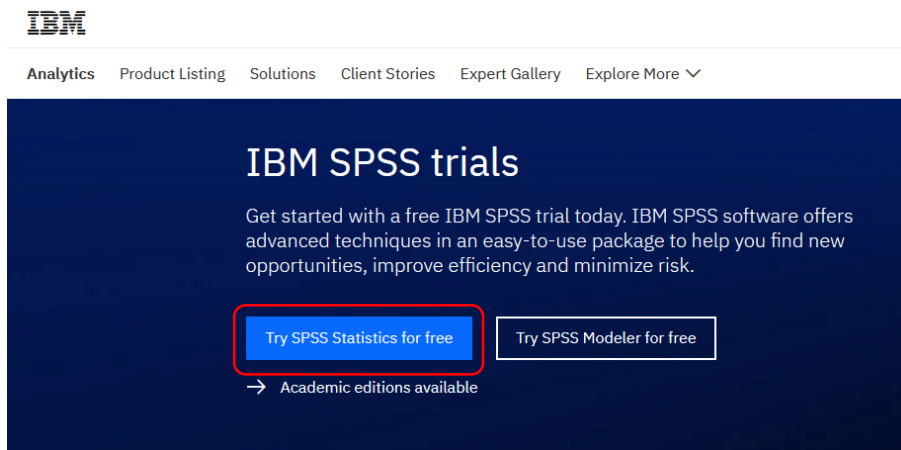 IBM
Analytics Product Listing Solutions Client Stories Expert Gallery Explore More
IBM SPSS trials
Get started with a free IBM SPSS trial today. IBM SPSS software offers
advanced techniques in an easy-to-use package to help you find new
opportunities, improve efficiency and minimize risk.
Try SPSS Statistics for free Try SPSS Modeler for free
→ Academic editions available